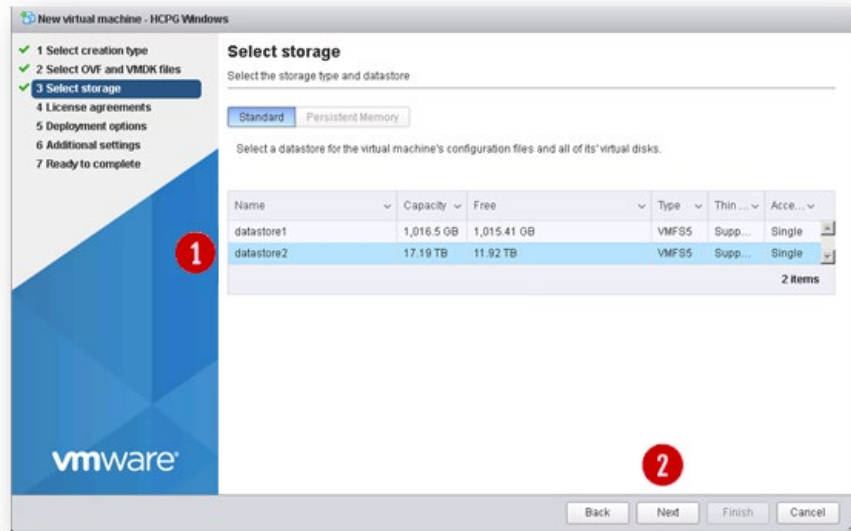 New virtual machine - HCPG Windows
1 Select creation type
2 Select OVF and VMDK files
3 Select storage
4 License agreements
5 Deployment options
6 Additional settings
7 Ready to complete
vmware
Select storage
Select the storage type and datastore
Standard Persistent Memory
Select a datastore for the virtual machine's configuration files and all of its' virtual disks.
Name Capacity Free Type Thin ... Acce...
datastore1 1,016.5 GB 1,015.41 GB VMFS5 Supp... Single
datastore2 17.19 TB 11.92 TB VMFS5 Supp... Single
2 items
1
2
Back Next Finish Cancel